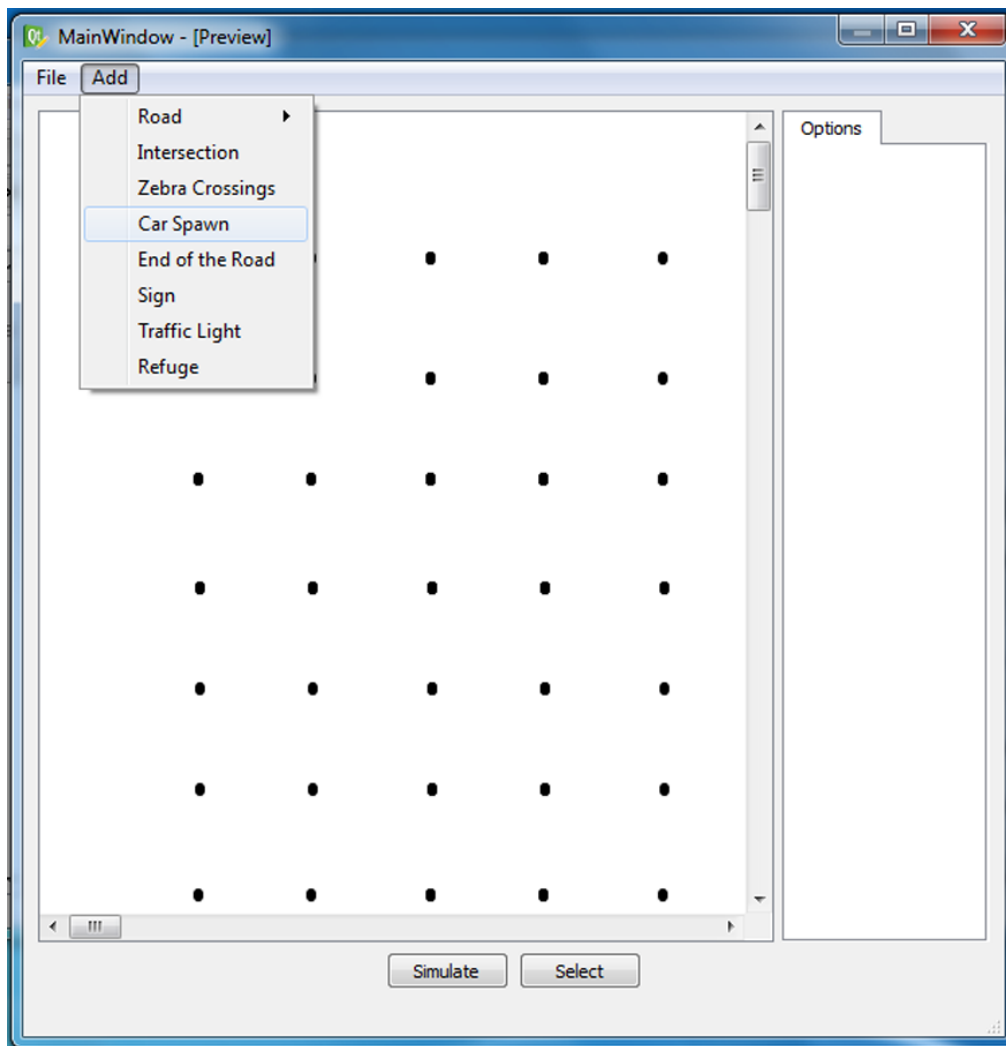 MainWindow - [Preview]
File Add
Road
Intersection
Zebra Crossings
Car Spawn
End of the Road
Sign
Traffic Light
Refuge
Options
Simulate Select